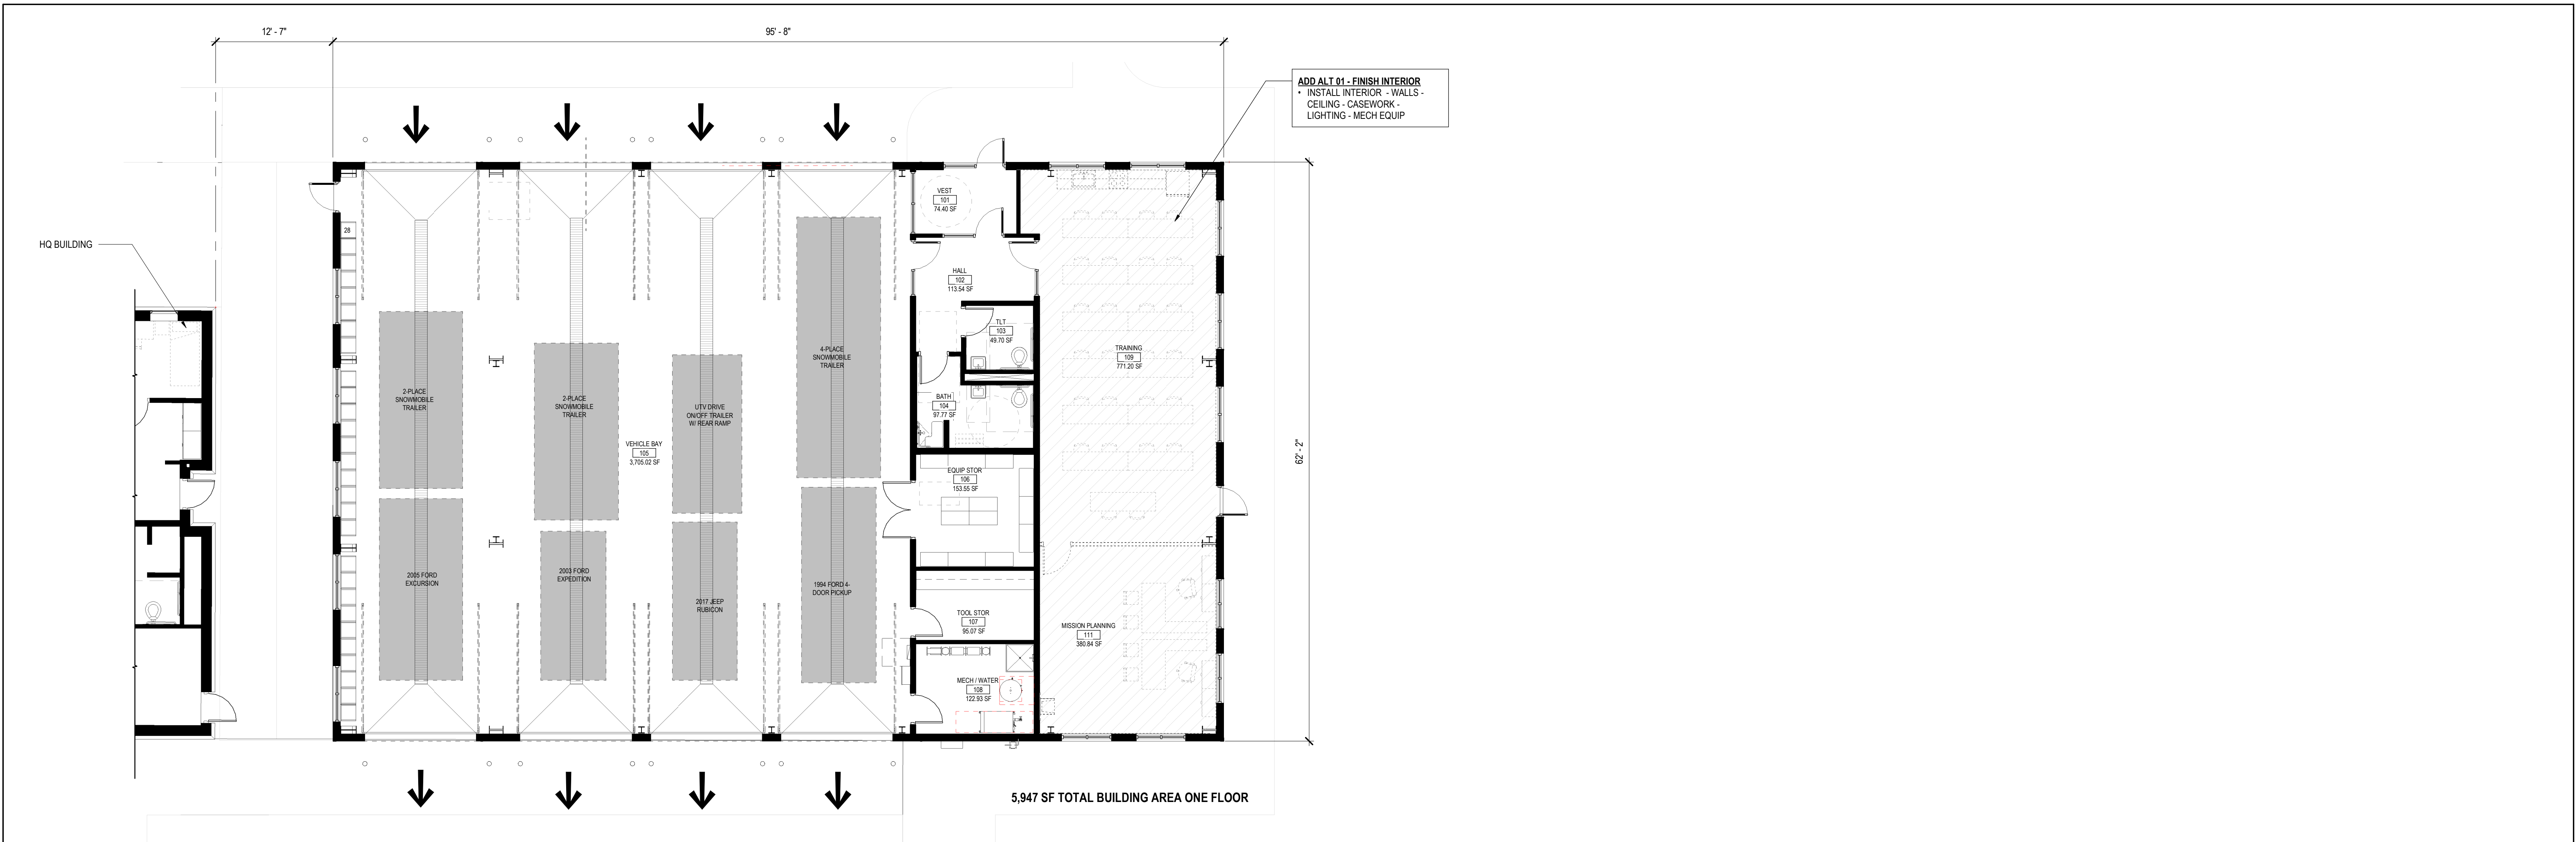 12' - 7"
95' - 8"
ADD ALT 01 - FINISH INTERIOR
• INSTALL INTERIOR - WALLS -
CEILING - CASEWORK -
LIGHTING - MECH EQUIP
HQ BUILDING
28
VEST
101
74.40 SF
HALL
102
113.54 SF
TLT
103
49.70 SF
4-PLACE
SNOWMOBILE
TRAILER
TRAINING
109
771.20 SF
2-PLACE
SNOWMOBILE
TRAILER
2-PLACE
SNOWMOBILE
TRAILER
UTV DRIVE
ON/OFF TRAILER
W/ REAR RAMP
BATH
104
97.77 SF
VEHICLE BAY
105
3,705.02 SF
62' - 2"
EQUIP STOR
106
153.55 SF
2005 FORD
EXCURSION
2003 FORD
EXPEDITION
2017 JEEP
RUBICON
1994 FORD 4-
DOOR PICKUP
TOOL STOR
107
95.07 SF
MISSION PLANNING
111
380.84 SF
MECH / WATER
108
122.93 SF
5,947 SF TOTAL BUILDING AREA ONE FLOOR